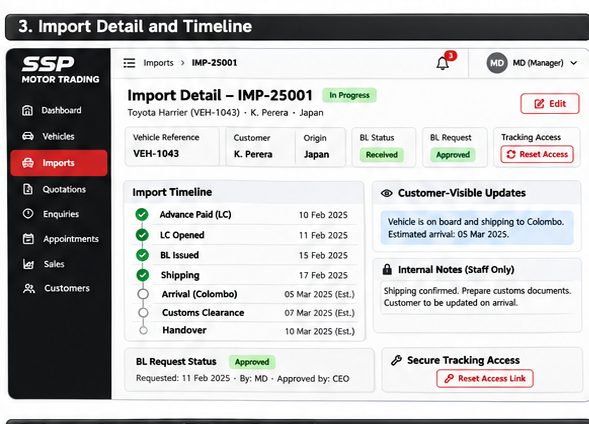 3. Import Detail and Timeline
SSP
MOTOR TRADING
Imports > IMP-25001
3
MD MD (Manager)
Dashboard
Vehicles
Imports
Quotations
Enquiries
Appointments
Sales
Customers
Import Detail – IMP-25001 In Progress
Toyota Harrier (VEH-1043) · K. Perera · Japan
Edit
Vehicle Reference
VEH-1043
Customer
K. Perera
Origin
Japan
BL Status
Received
BL Request
Approved
Tracking Access
Reset Access
Import Timeline
Advance Paid (LC) 10 Feb 2025
LC Opened 11 Feb 2025
BL Issued 15 Feb 2025
Shipping 17 Feb 2025
Arrival (Colombo) 05 Mar 2025 (Est.)
Customs Clearance 07 Mar 2025 (Est.)
Handover 10 Mar 2025 (Est.)
Customer-Visible Updates
Vehicle is on board and shipping to Colombo.
Estimated arrival: 05 Mar 2025.
Internal Notes (Staff Only)
Shipping confirmed. Prepare customs documents.
Customer to be updated on arrival.
BL Request Status Approved
Requested: 11 Feb 2025 · By: MD · Approved by: CEO
Secure Tracking Access
Reset Access Link